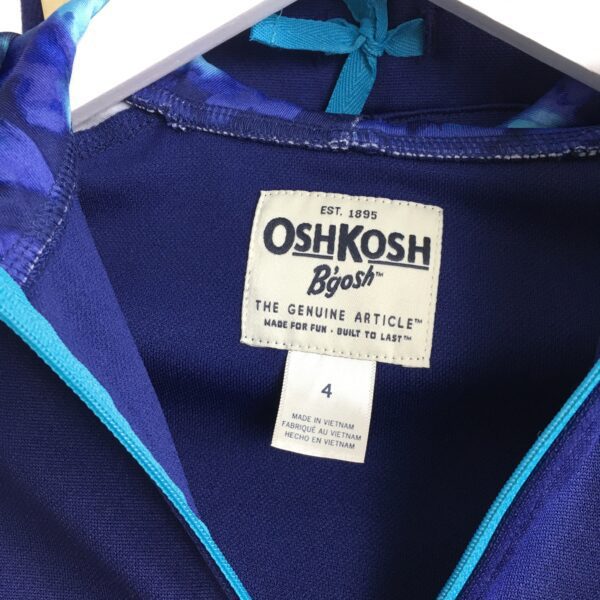 EST. 1895
OSHKOSH
B'gosh™
THE GENUINE ARTICLE™
MADE FOR FUN · BUILT TO LAST™
4
MADE IN VIETNAM
FABRIQUÉ AU VIETNAM
HECHO EN VIETNAM